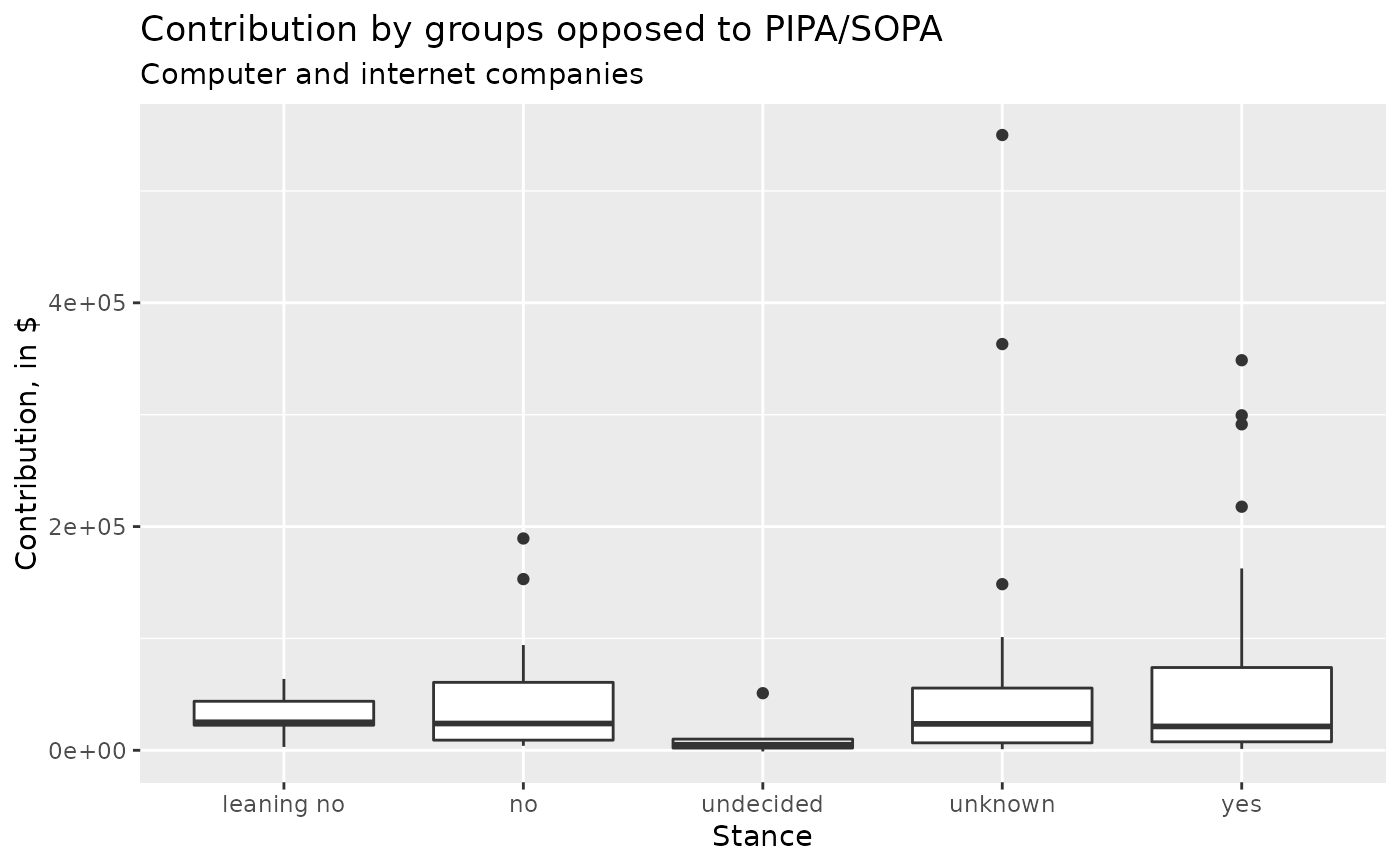 Contribution by groups opposed to PIPA/SOPA
Computer and internet companies
Contribution, in $
4e+05
2e+05
0e+00
leaning no
no
undecided
unknown
yes
Stance